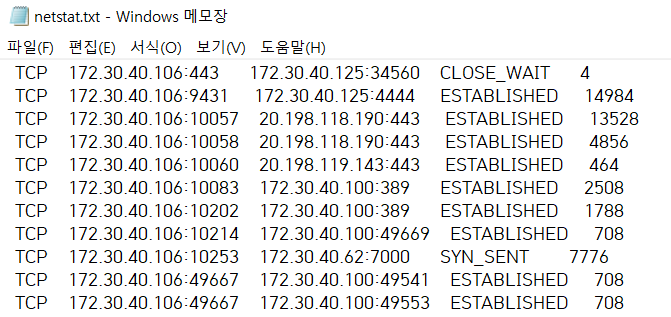 netstat.txt - Windows 메모장
파일(F) 편집(E) 서식(O) 보기(V) 도움말(H)
TCP 172.30.40.106:443 172.30.40.125:34560 CLOSE_WAIT 4
TCP 172.30.40.106:9431 172.30.40.125:4444 ESTABLISHED 14984
TCP 172.30.40.106:10057 20.198.118.190:443 ESTABLISHED 13528
TCP 172.30.40.106:10058 20.198.118.190:443 ESTABLISHED 4856
TCP 172.30.40.106:10060 20.198.119.143:443 ESTABLISHED 464
TCP 172.30.40.106:10083 172.30.40.100:389 ESTABLISHED 2508
TCP 172.30.40.106:10202 172.30.40.100:389 ESTABLISHED 1788
TCP 172.30.40.106:10214 172.30.40.100:49669 ESTABLISHED 708
TCP 172.30.40.106:10253 172.30.40.62:7000 SYN_SENT 7776
TCP 172.30.40.106:49667 172.30.40.100:49541 ESTABLISHED 708
TCP 172.30.40.106:49667 172.30.40.100:49553 ESTABLISHED 708